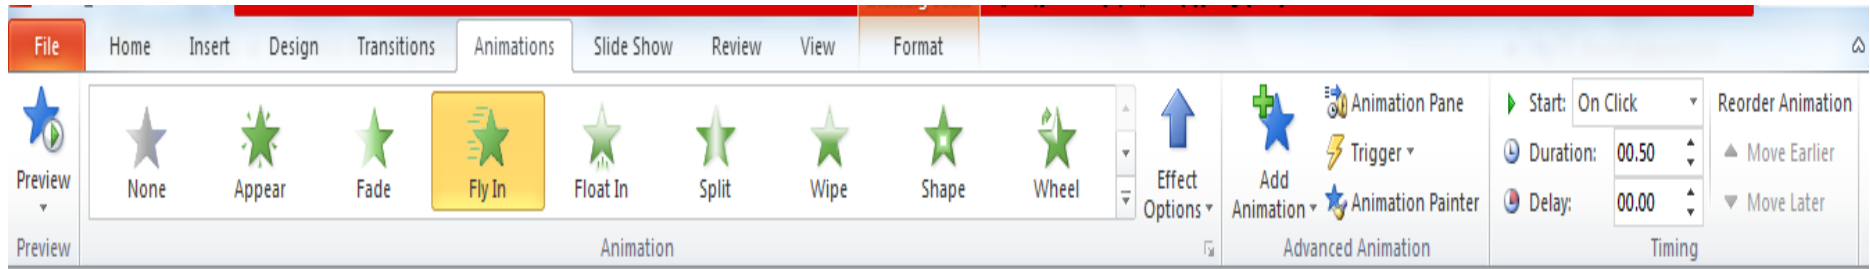 File Home Insert Design Transitions Animations Slide Show Review View Format
Preview
None Appear Fade Fly In Float In Split Wipe Shape Wheel
Effect Options
Add Animation
Animation Pane
Trigger
Animation Painter
Start: On Click
Duration: 00.50
Delay: 00.00
Reorder Animation
Move Earlier
Move Later
Preview Animation Advanced Animation Timing